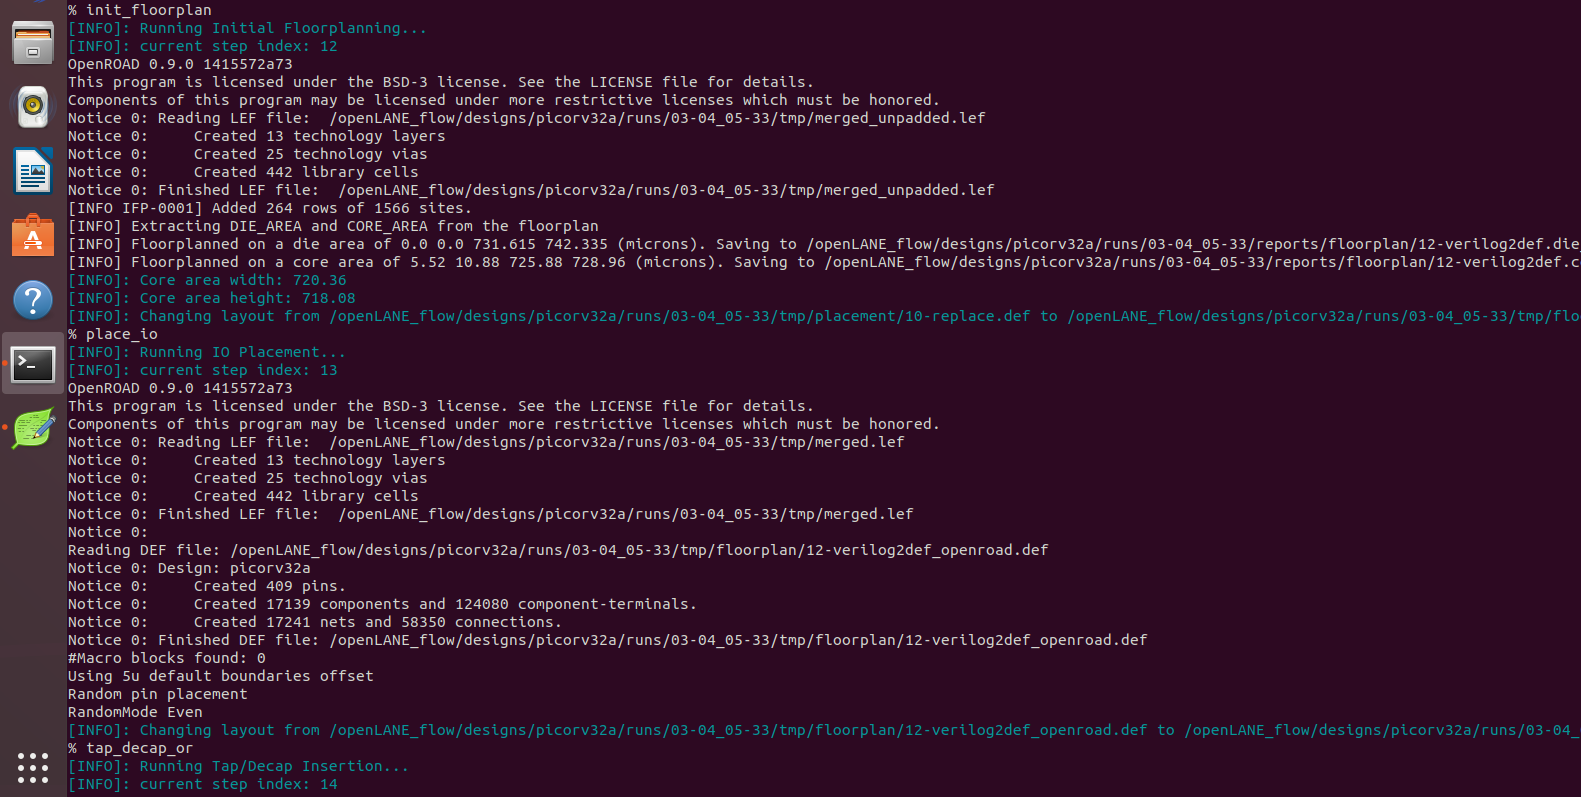 % init_floorplan
[INFO]: Running Initial Floorplanning...
[INFO]: current step index: 12
OpenROAD 0.9.0 1415572a73
This program is licensed under the BSD-3 license. See the LICENSE file for details.
Components of this program may be licensed under more restrictive licenses which must be honored.
Notice 0: Reading LEF file:  /openLANE_flow/designs/picorv32a/runs/03-04_05-33/tmp/merged_unpadded.lef
Notice 0:     Created 13 technology layers
Notice 0:     Created 25 technology vias
Notice 0:     Created 442 library cells
Notice 0: Finished LEF file:  /openLANE_flow/designs/picorv32a/runs/03-04_05-33/tmp/merged_unpadded.lef
[INFO IFP-0001] Added 264 rows of 1566 sites.
[INFO] Extracting DIE_AREA and CORE_AREA from the floorplan
[INFO] Floorplanned on a die area of 0.0 0.0 731.615 742.335 (microns). Saving to /openLANE_flow/designs/picorv32a/runs/03-04_05-33/reports/floorplan/12-verilog2def.die_
[INFO] Floorplanned on a core area of 5.52 10.88 725.88 728.96 (microns). Saving to /openLANE_flow/designs/picorv32a/runs/03-04_05-33/reports/floorplan/12-verilog2def.c
[INFO]: Core area width: 720.36
[INFO]: Core area height: 718.08
[INFO]: Changing layout from /openLANE_flow/designs/picorv32a/runs/03-04_05-33/tmp/placement/10-replace.def to /openLANE_flow/designs/picorv32a/runs/03-04_05-33/tmp/flo
% place_io
[INFO]: Running IO Placement...
[INFO]: current step index: 13
OpenROAD 0.9.0 1415572a73
This program is licensed under the BSD-3 license. See the LICENSE file for details.
Components of this program may be licensed under more restrictive licenses which must be honored.
Notice 0: Reading LEF file:  /openLANE_flow/designs/picorv32a/runs/03-04_05-33/tmp/merged.lef
Notice 0:     Created 13 technology layers
Notice 0:     Created 25 technology vias
Notice 0:     Created 442 library cells
Notice 0: Finished LEF file:  /openLANE_flow/designs/picorv32a/runs/03-04_05-33/tmp/merged.lef
Notice 0:
Reading DEF file: /openLANE_flow/designs/picorv32a/runs/03-04_05-33/tmp/floorplan/12-verilog2def_openroad.def
Notice 0: Design: picorv32a
Notice 0:     Created 409 pins.
Notice 0:     Created 17139 components and 124080 component-terminals.
Notice 0:     Created 17241 nets and 58350 connections.
Notice 0: Finished DEF file: /openLANE_flow/designs/picorv32a/runs/03-04_05-33/tmp/floorplan/12-verilog2def_openroad.def
#Macro blocks found: 0
Using 5u default boundaries offset
Random pin placement
RandomMode Even
[INFO]: Changing layout from /openLANE_flow/designs/picorv32a/runs/03-04_05-33/tmp/floorplan/12-verilog2def_openroad.def to /openLANE_flow/designs/picorv32a/runs/03-04_
% tap_decap_or
[INFO]: Running Tap/Decap Insertion...
[INFO]: current step index: 14